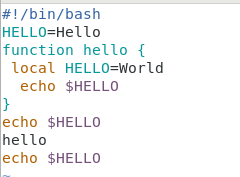 #!/bin/bash
HELLO=Hello
function hello {
 local HELLO=World
  echo $HELLO
}
echo $HELLO
hello
echo $HELLO
~